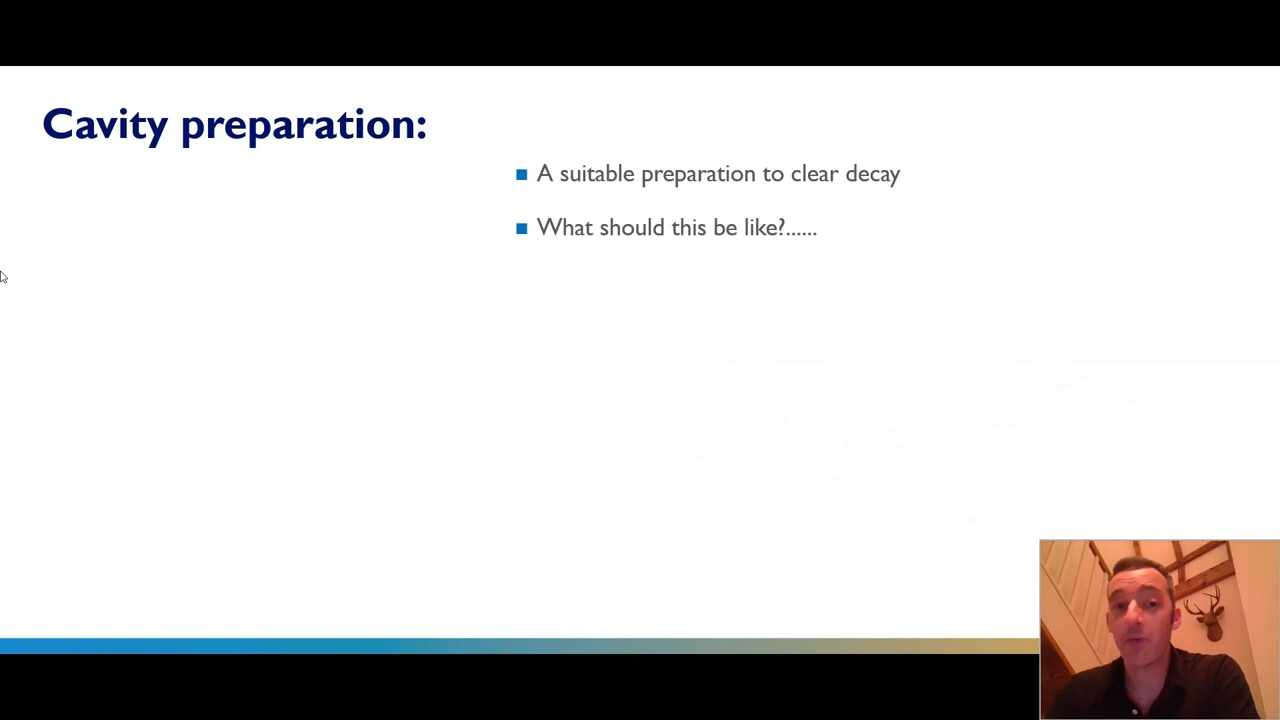 Cavity preparation:
A suitable preparation to clear decay
What should this be like?......